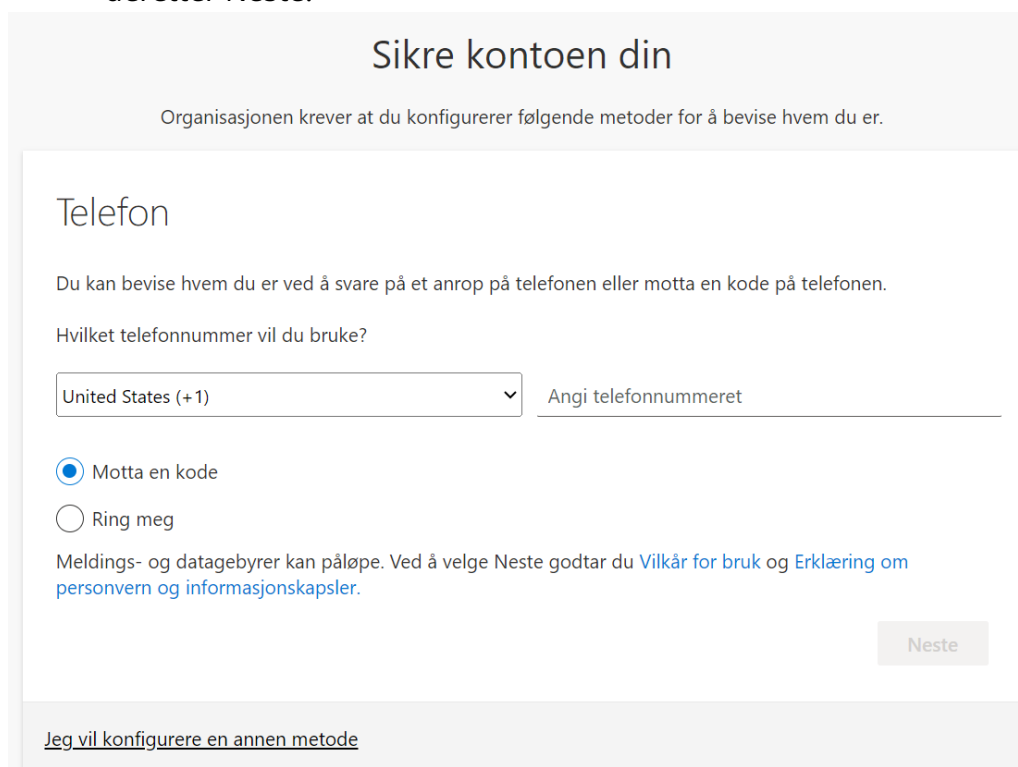 deretter Neste.
Sikre kontoen din
Organisasjonen krever at du konfigurerer følgende metoder for å bevise hvem du er.
Telefon
Du kan bevise hvem du er ved å svare på et anrop på telefonen eller motta en kode på telefonen.
Hvilket telefonnummer vil du bruke?
United States (+1) Angi telefonnummeret
Motta en kode
Ring meg
Meldings- og datagebyrer kan påløpe. Ved å velge Neste godtar du Vilkår for bruk og Erklæring om
personvern og informasjonskapsler.
Neste
Jeg vil konfigurere en annen metode